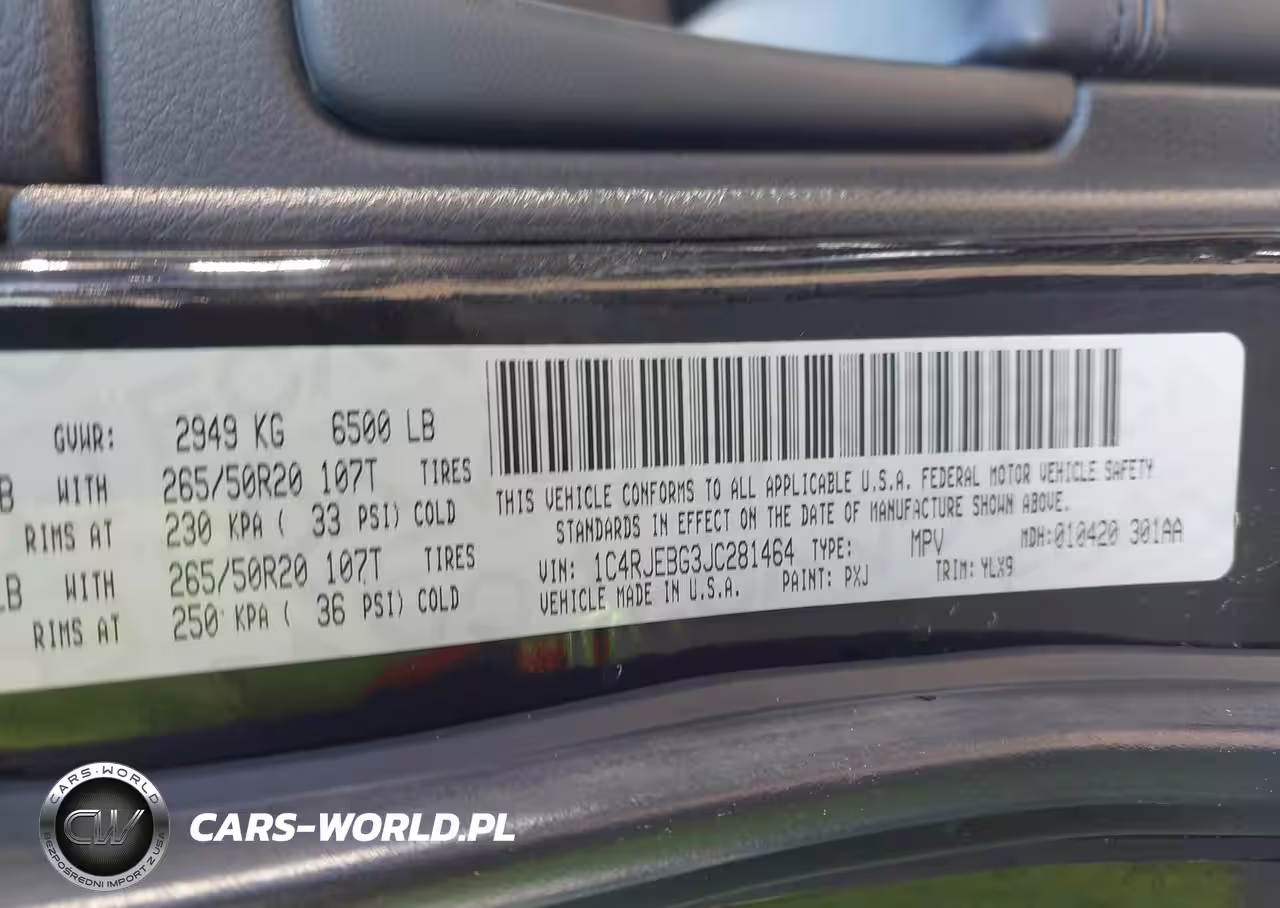 GVWR: 2949 KG 6500 LB
B WITH 265/50R20 107T TIRES
RIMS AT 230 KPA ( 33 PSI) COLD
LB WITH 265/50R20 107T TIRES
RIMS AT 250 KPA ( 36 PSI) COLD
THIS VEHICLE CONFORMS TO ALL APPLICABLE U.S.A. FEDERAL MOTOR VEHICLE SAFETY
STANDARDS IN EFFECT ON THE DATE OF MANUFACTURE SHOWN ABOVE.
VIN: 1C4RJEBG3JC281464 TYPE: MPV MDH:010420 301AA
VEHICLE MADE IN U.S.A. PAINT: PXJ TRIM: YLX9
CARS-WORLD
CW
BEZPOŚREDNI IMPORT Z USA
CARS-WORLD.PL